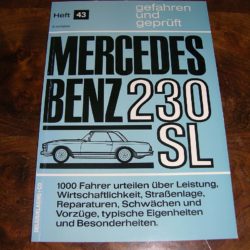 Heft 43
gefahren und
geprüft
MERCEDES
BENZ 230
SL
1000 Fahrer urteilen über Leistung,
Wirtschaftlichkeit, Straßenlage,
Reparaturen, Schwächen und
Vorzüge, typische Eigenheiten
und Besonderheiten.